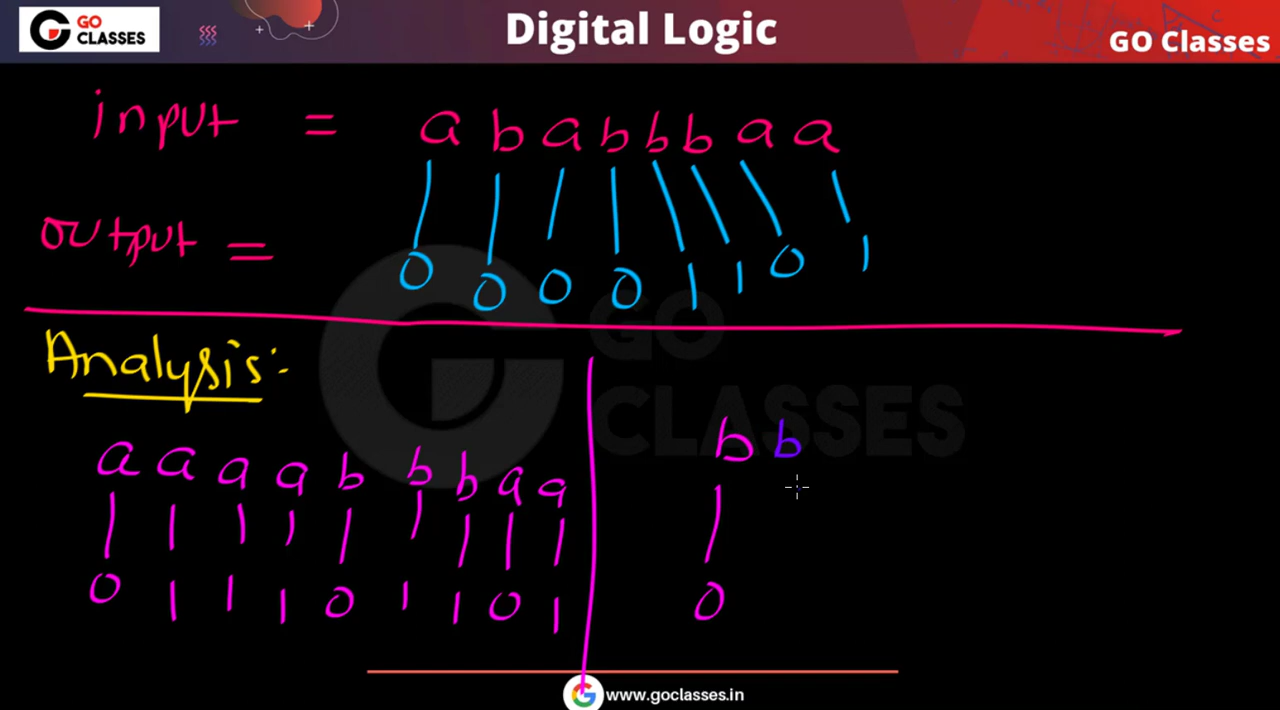 GO CLASSES
Digital Logic
GO Classes
input = a b a b b b a a
output = 0 0 0 0 1 1 0 1
GO CLASSES
Analysis:-
a a a a b b b a a
0 1 1 1 0 1 1 0 1
b b
0
www.goclasses.in